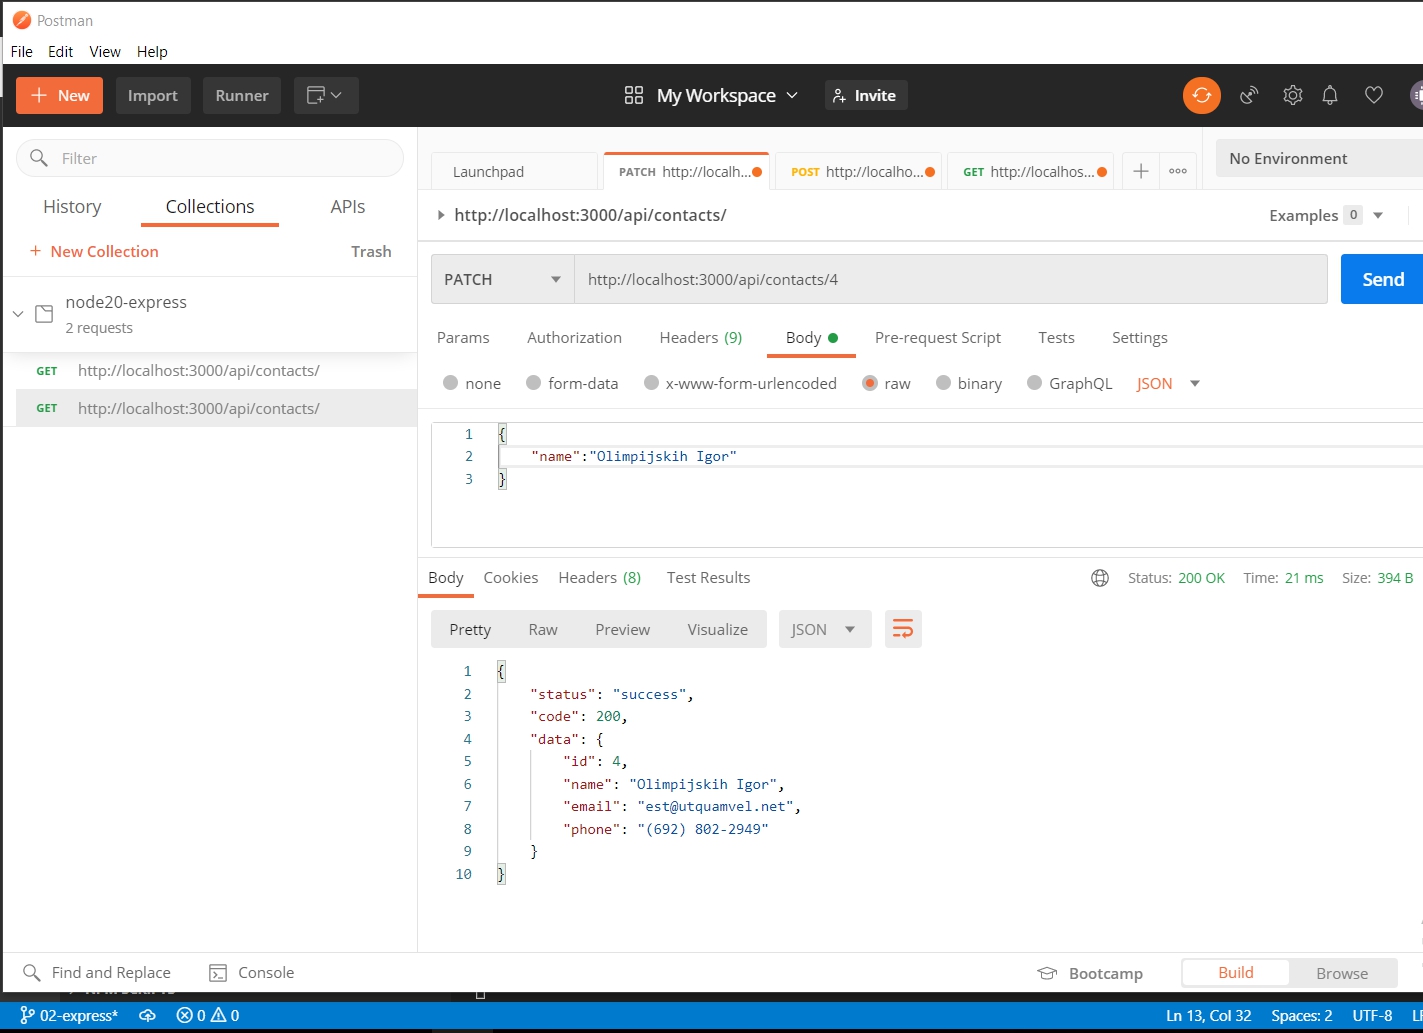 Postman
File Edit View Help
New Import Runner My Workspace Invite
Filter
History Collections APIs
+ New Collection Trash
node20-express
2 requests
GET http://localhost:3000/api/contacts/
GET http://localhost:3000/api/contacts/
Launchpad PATCH http://localh... POST http://localho... GET http://localhos... No Environment
http://localhost:3000/api/contacts/ Examples 0
PATCH http://localhost:3000/api/contacts/4 Send
Params Authorization Headers (9) Body Pre-request Script Tests Settings
none form-data x-www-form-urlencoded raw binary GraphQL JSON
1 {
2 "name":"Olimpijskih Igor"
3 }
Body Cookies Headers (8) Test Results Status: 200 OK Time: 21 ms Size: 394 B
Pretty Raw Preview Visualize JSON
1 {
2 "status": "success",
3 "code": 200,
4 "data": {
5 "id": 4,
6 "name": "Olimpijskih Igor",
7 "email": "est@utquamvel.net",
8 "phone": "(692) 802-2949"
9 }
10 }
Find and Replace Console Bootcamp Build Browse
02-express* 0 0 Ln 13, Col 32 Spaces: 2 UTF-8